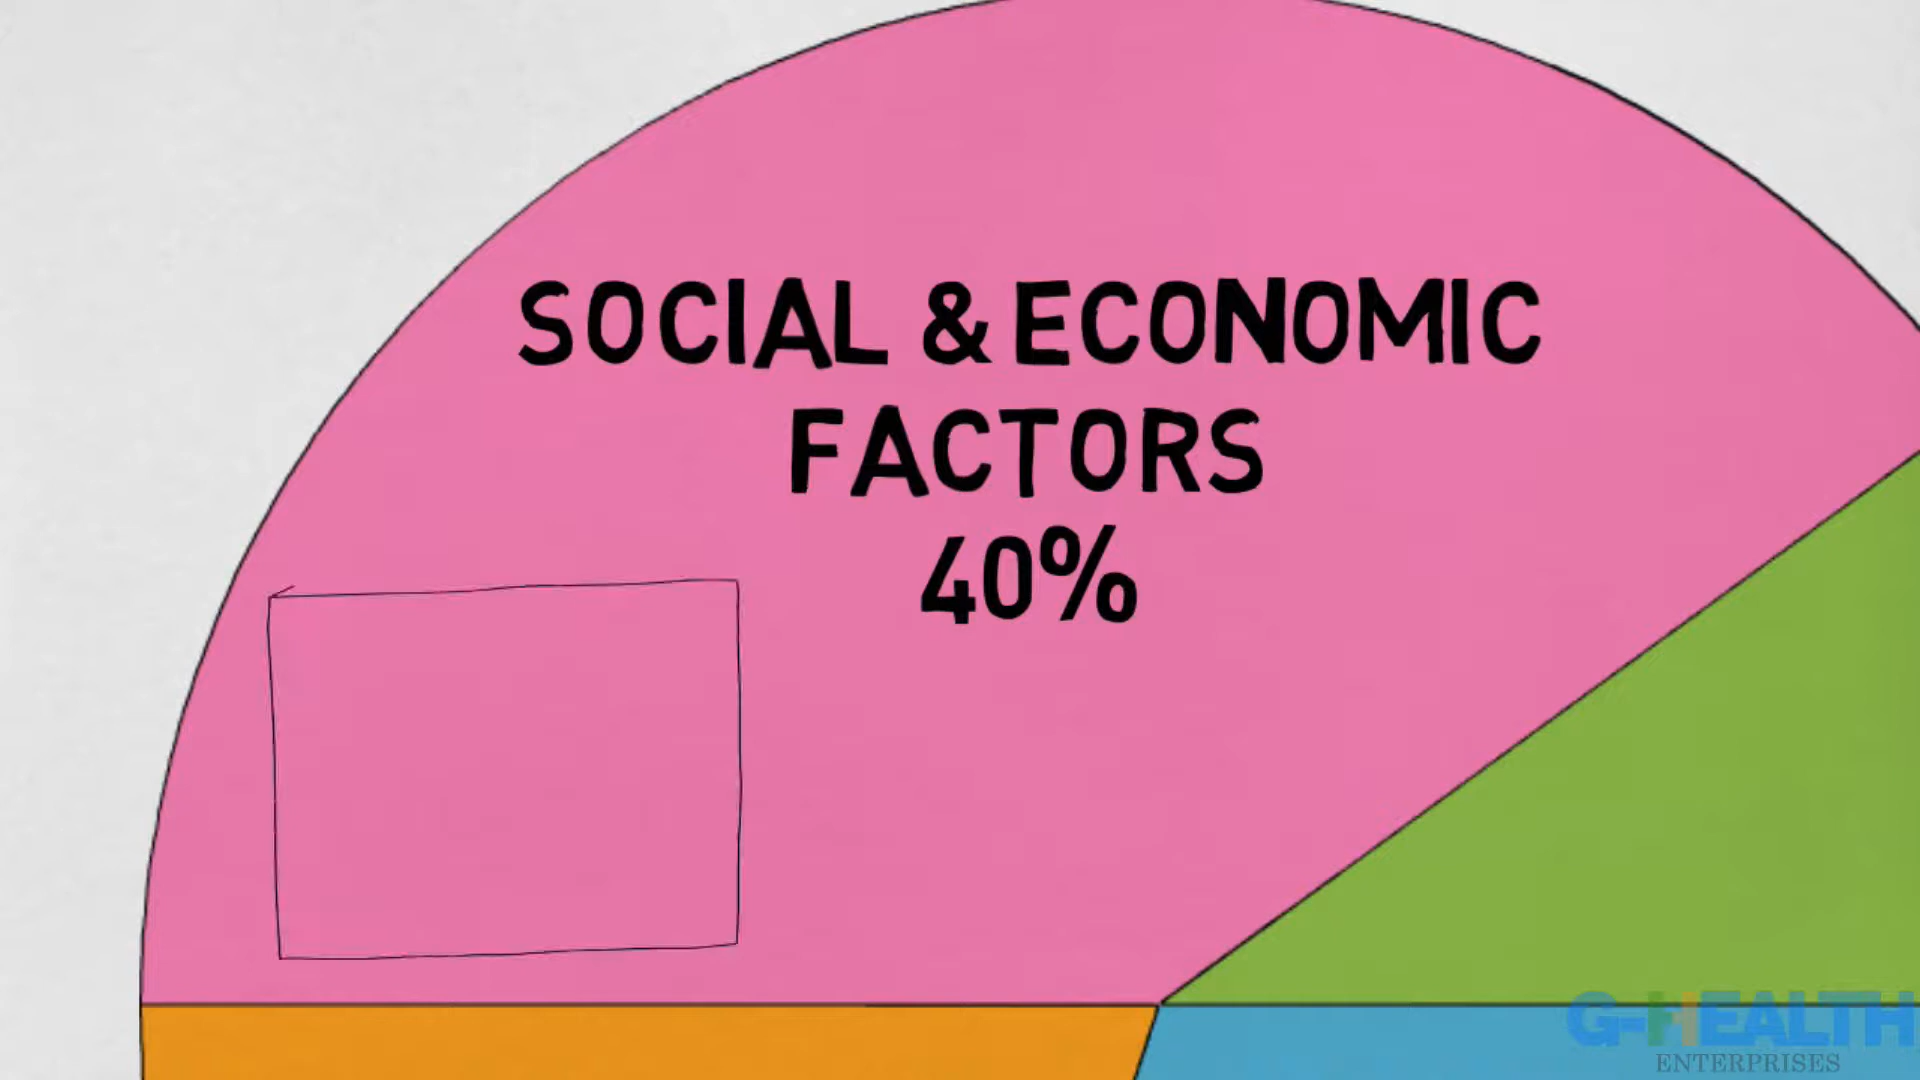 SOCIAL & ECONOMIC
FACTORS
40%
G-HEALTH
ENTERPRISES